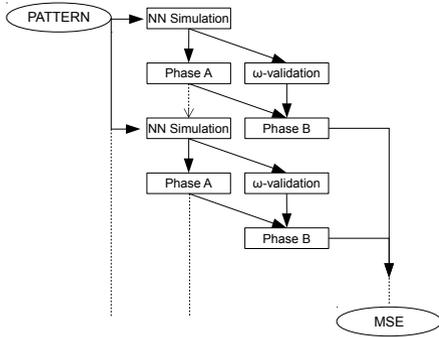 PATTERN
NN Simulation
Phase A
ω-validation
NN Simulation
Phase B
Phase A
ω-validation
Phase B
MSE